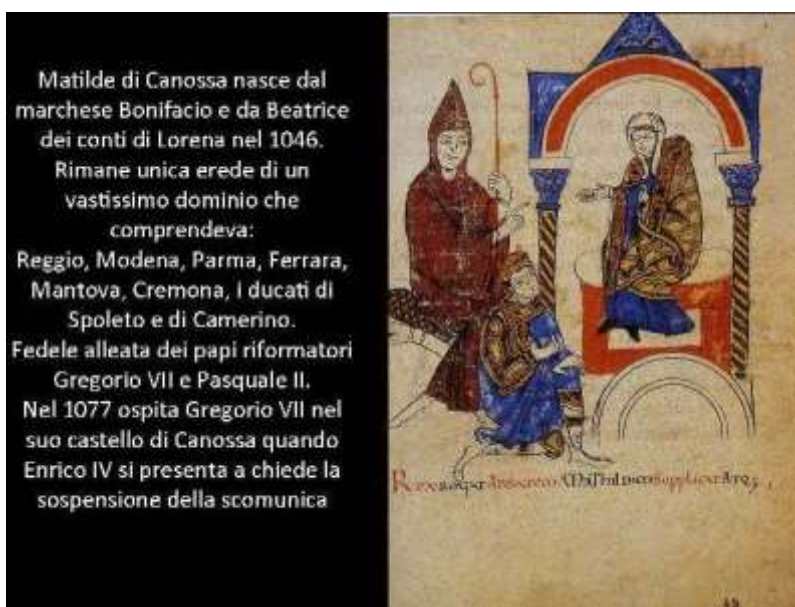 Matilde di Canossa nasce dal
marchese Bonifacio e da Beatrice
dei conti di Lorena nel 1046.
Rimane unica erede di un
vastissimo dominio che
comprendeva:
Reggio, Modena, Parma, Ferrara,
Mantova, Cremona, i ducati di
Spoleto e di Camerino.
Fedele alleata dei papi riformatori
Gregorio VII e Pasquale II.
Nel 1077 ospita Gregorio VII nel
suo castello di Canossa quando
Enrico IV si presenta a chiede la
sospensione della scomunica
Rex rogat